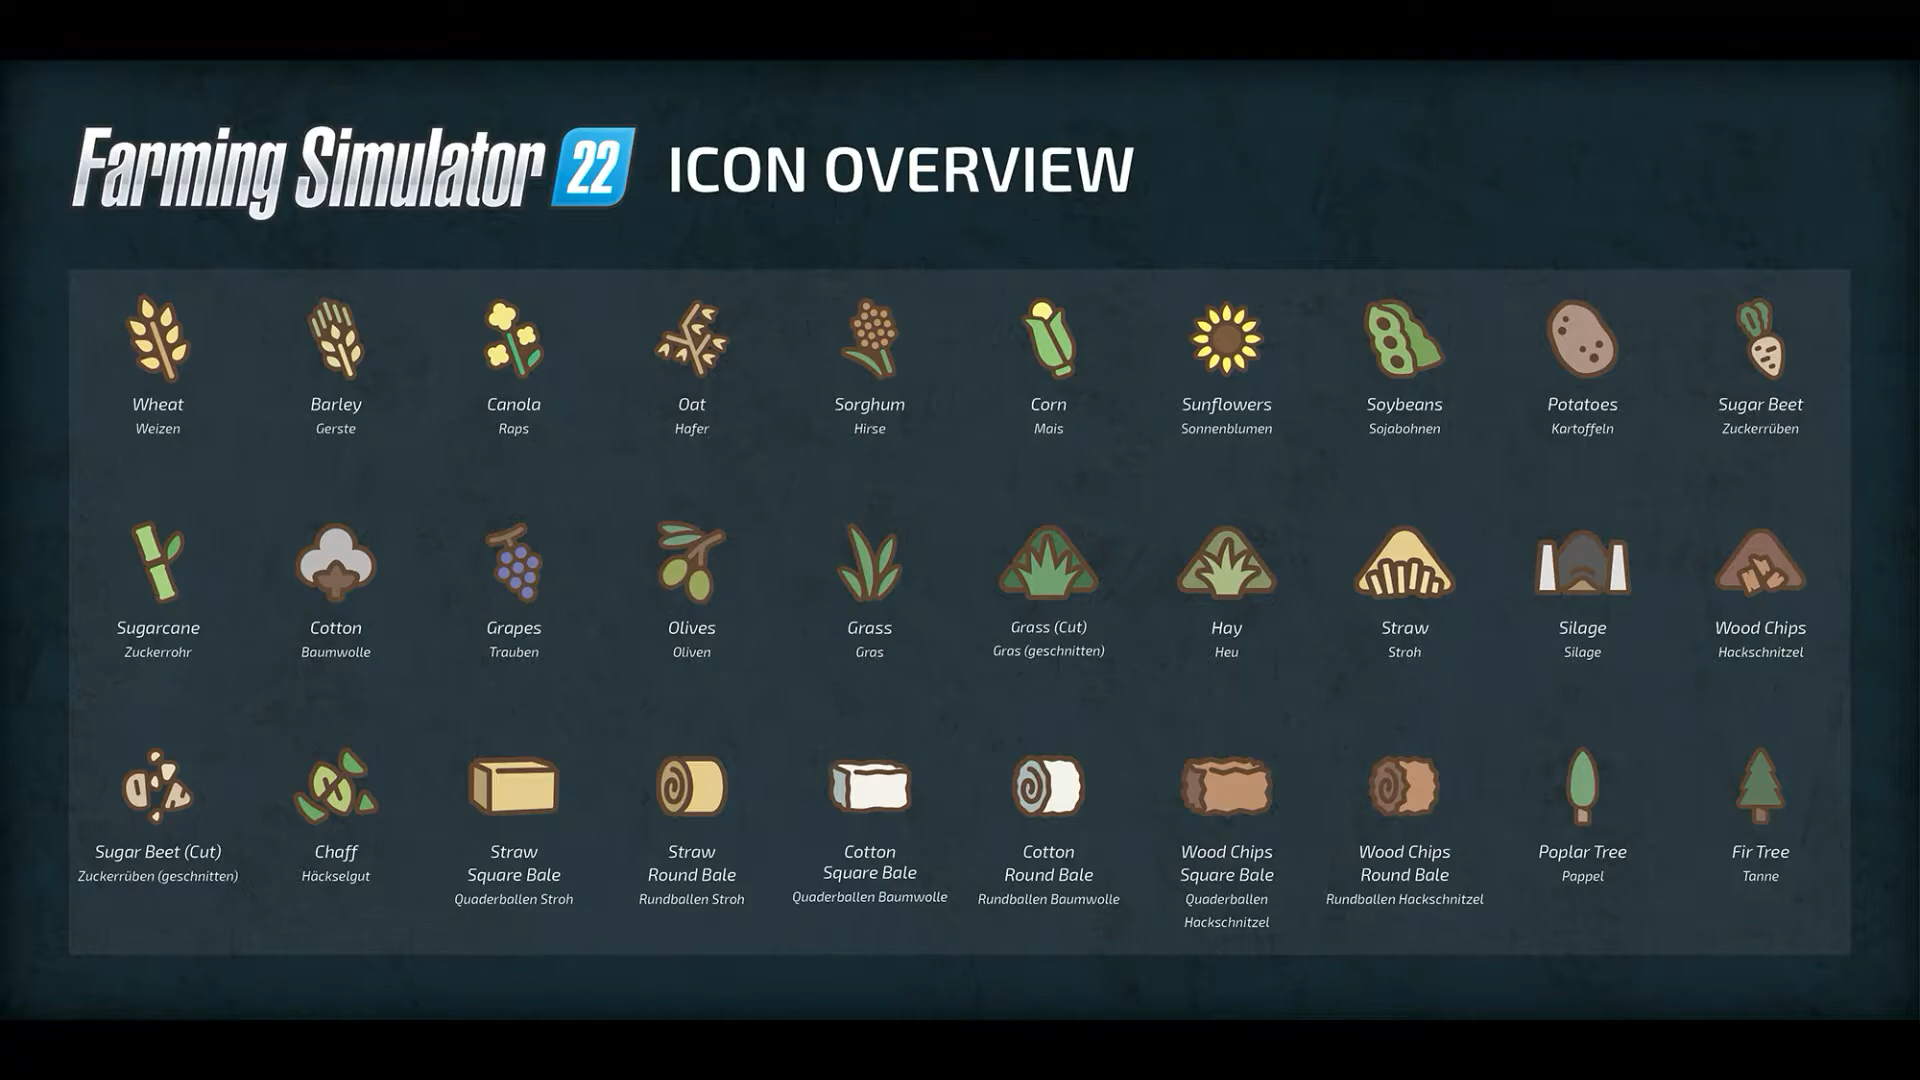 Farming Simulator 22 ICON OVERVIEW
Wheat
Weizen
Barley
Gerste
Canola
Raps
Oat
Hafer
Sorghum
Hirse
Corn
Mais
Sunflowers
Sonnenblumen
Soybeans
Sojabohnen
Potatoes
Kartoffeln
Sugar Beet
Zuckerrüben
Sugarcane
Zuckerrohr
Cotton
Baumwolle
Grapes
Trauben
Olives
Oliven
Grass
Gras
Grass (Cut)
Gras (geschnitten)
Hay
Heu
Straw
Stroh
Silage
Silage
Wood Chips
Hackschnitzel
Sugar Beet (Cut)
Zuckerrüben (geschnitten)
Chaff
Häckselgut
Straw
Square Bale
Quaderballen Stroh
Straw
Round Bale
Rundballen Stroh
Cotton
Square Bale
Quaderballen Baumwolle
Cotton
Round Bale
Rundballen Baumwolle
Wood Chips
Square Bale
Quaderballen
Hackschnitzel
Wood Chips
Round Bale
Rundballen Hackschnitzel
Poplar Tree
Pappel
Fir Tree
Tanne